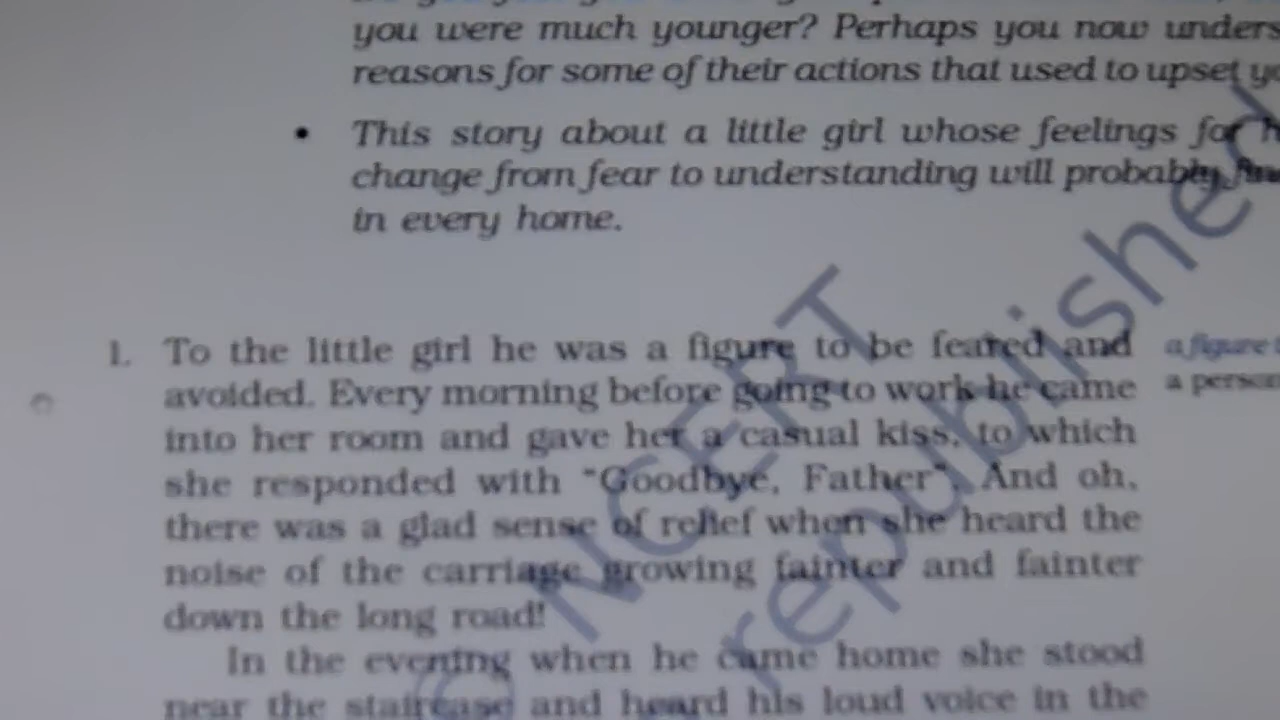 you were much younger? Perhaps you now unders
reasons for some of their actions that used to upset yo
• This story about a little girl whose feelings for h
change from fear to understanding will probably fin
in every home.
1. To the little girl he was a figure to be feared and
avoided. Every morning before going to work he came
into her room and gave her a casual kiss, to which
she responded with “Goodbye, Father”. And oh,
there was a glad sense of relief when she heard the
noise of the carriage growing fainter and fainter
down the long road!
In the evening when he came home she stood
near the staircase and heard his loud voice in the
a figure
a person
© NCERT
republished